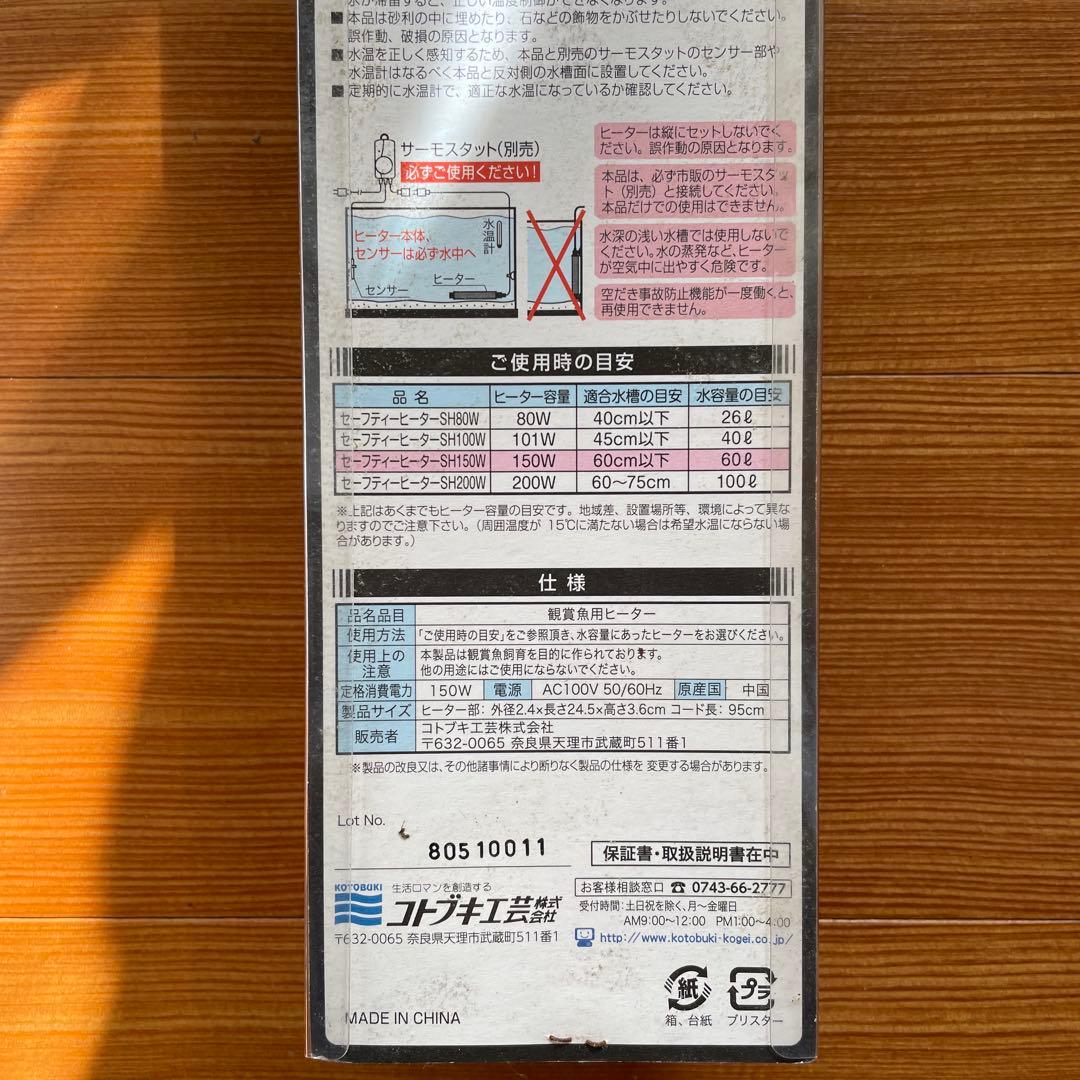 水が滞留すると、正しい温度制御ができなくなります。
■ 本品は砂利の中に埋めたり、石などの飾物をかぶせたりしないでください。
誤作動、破損の原因となります。
■ 水温を正しく感知するため、本品と別売のサーモスタットのセンサー部や
水温計はなるべく本品と反対側の水槽面に設置してください。
■ 定期的に水温計で、適正な水温になっているか確認してください。
サーモスタット(別売)
必ずご使用ください!
ヒーター本体、
センサーは必ず水中へ
水温計
センサー
ヒーター
ヒーターは縦にセットしないでく
ださい。誤作動の原因となります。
本品は、必ず市販のサーモスタッ
ト(別売)と接続してください。
本品だけでの使用はできません。
水深の浅い水槽では使用しないで
ください。水の蒸発など、ヒーター
が空気中に出やすく危険です。
空だき事故防止機能が一度働くと、
再使用できません。
ご使用時の目安
品名 ヒーター容量 適合水槽の目安 水容量の目安
セーフティーヒーターSH80W 80W 40cm以下 26ℓ
セーフティーヒーターSH100W 101W 45cm以下 40ℓ
セーフティーヒーターSH150W 150W 60cm以下 60ℓ
セーフティーヒーターSH200W 200W 60〜75cm 100ℓ
※上記はあくまでもヒーター容量の目安です。地域差、設置場所等、環境によって異な
りますのでご注意下さい。(周囲温度が 15℃に満たない場合は希望水温にならない場
合があります。)
仕様
品名品目 観賞魚用ヒーター
使用方法 「ご使用時の目安」をご参照頂き、水容量にあったヒーターをお選びください。
使用上の注意 本製品は観賞魚飼育を目的に作られております。
他の用途にはご使用にならないでください。
定格消費電力 150W 電源 AC100V 50/60Hz 原産国 中国
製品サイズ ヒーター部:外径2.4×長さ24.5×高さ3.6cm コード長:95cm
販売者 コトブキ工芸株式会社
〒632-0065 奈良県天理市武蔵町511番1
※製品の改良又は、その他諸事情により断りなく製品の仕様を 変更する場合があります。
Lot No.
80510011
保証書・取扱説明書在中
KOTOBUKI 生活ロマンを創造する
コトブキ工芸株式会社
〒632-0065 奈良県天理市武蔵町511番1
お客様相談窓口 ☎ 0743-66-2777
受付時間:土日祝を除く、月〜金曜日
AM9:00〜12:00 PM1:00〜4:00
http://www.kotobuki-kogei.co.jp/
紙
箱、台紙
プラ
ブリスター
MADE IN CHINA